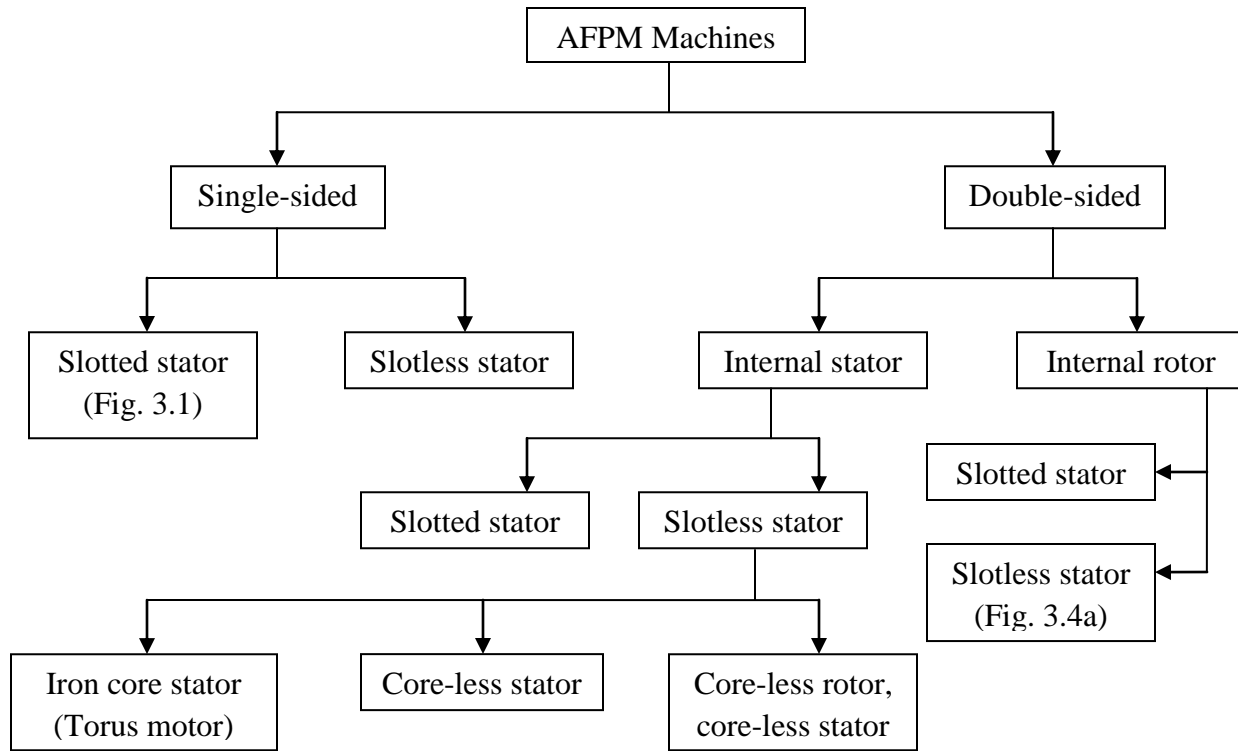 AFPM Machines
Single-sided
Double-sided
Slotted stator
(Fig. 3.1)
Slotless stator
Internal stator
Internal rotor
Slotted stator
Slotless stator
Slotted stator
Slotless stator
(Fig. 3.4a)
Iron core stator
(Torus motor)
Core-less stator
Core-less rotor,
core-less stator